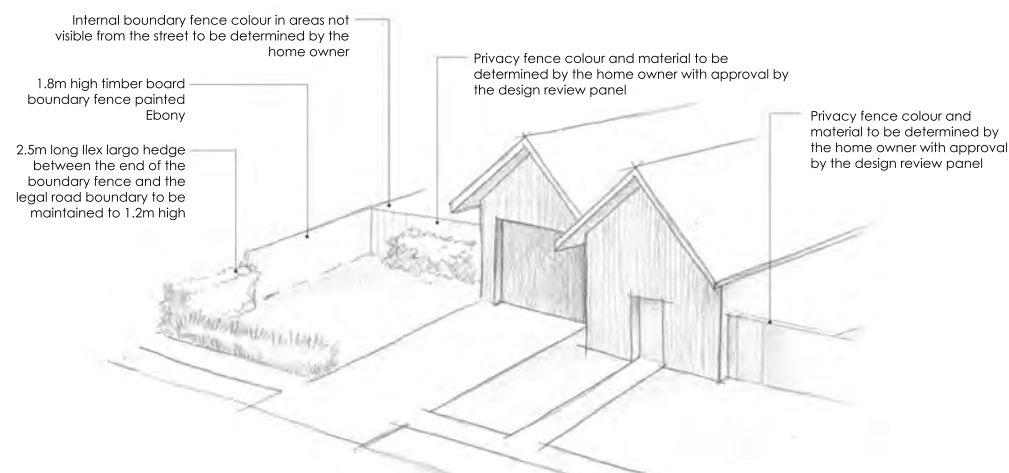 Internal boundary fence colour in areas not
visible from the street to be determined by the
home owner
1.8m high timber board
boundary fence painted
Ebony
2.5m long Ilex largo hedge
between the end of the
boundary fence and the
legal road boundary to be
maintained to 1.2m high
Privacy fence colour and material to be
determined by the home owner with approval by
the design review panel
Privacy fence colour and
material to be determined by
the home owner with approval
by the design review panel